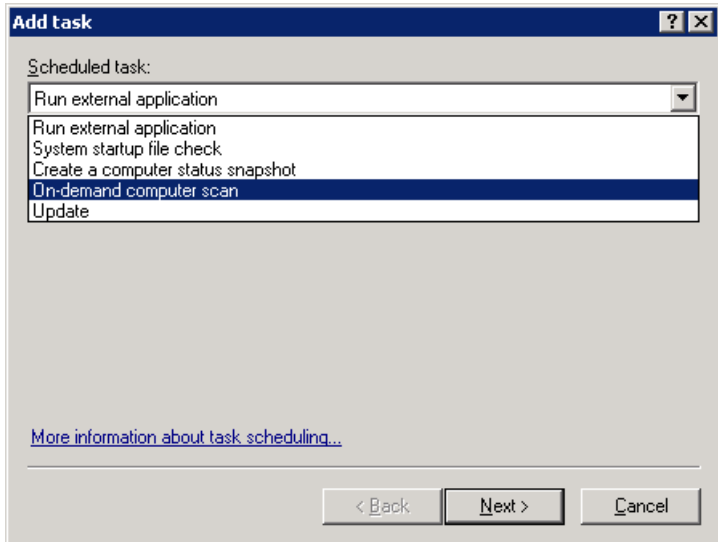 Add task
Scheduled task:
Run external application
Run external application
System startup file check
Create a computer status snapshot
On-demand computer scan
Update
More information about task scheduling...
< Back Next > Cancel